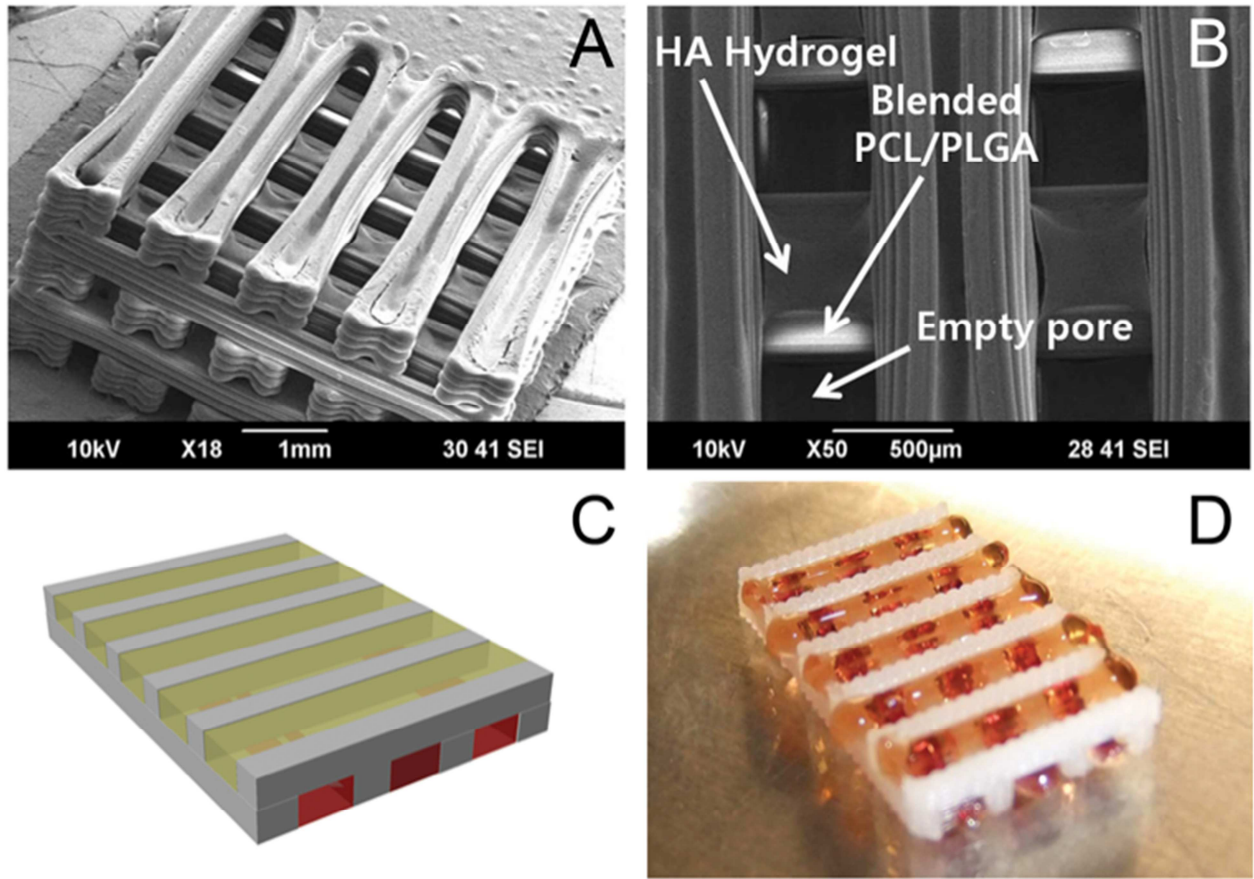 A
10kV X18 1mm 30 41 SEI
B
HA Hydrogel
Blended
PCL/PLGA
Empty pore
10kV X50 500μm 28 41 SEI
C
D